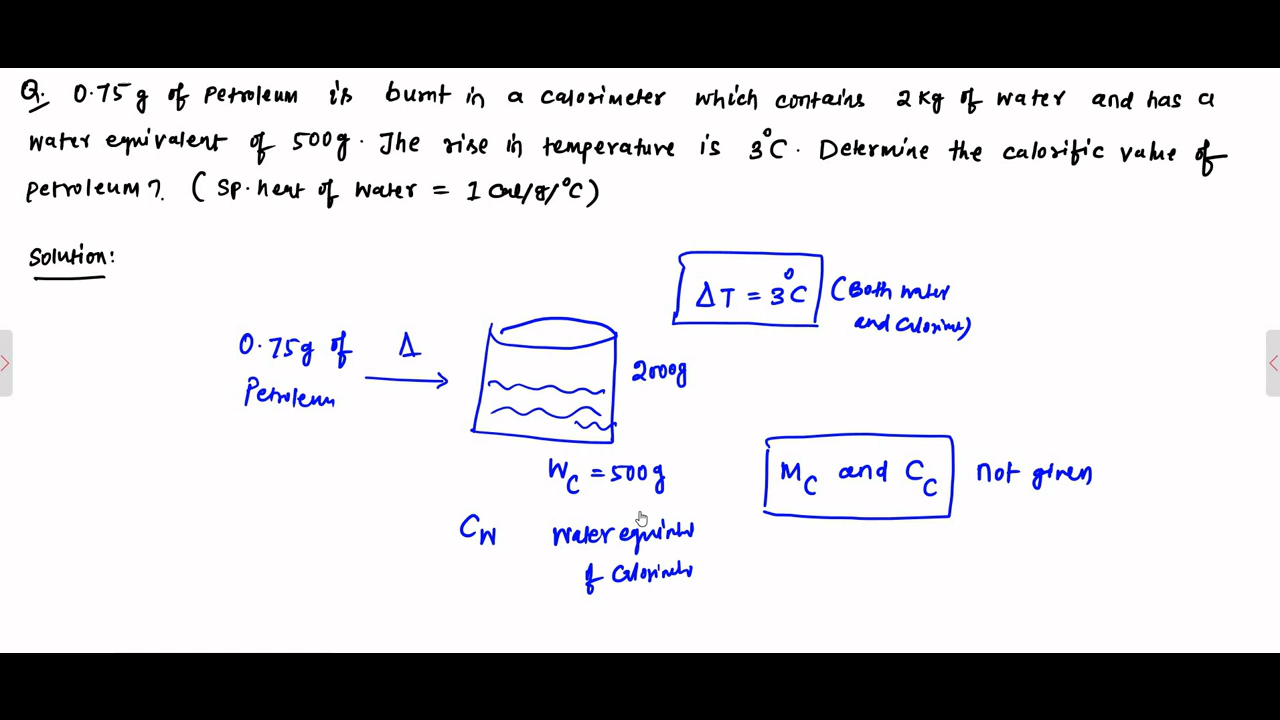 Q. 0.75 g of Petroleum is burnt in a calorimeter which contains 2 Kg of water and has a
water equivalent of 500g. The rise in temperature is 3°C. Determine the calorific value of
petroleum?. (Sp. heat of water = 1 Cal/g/°C)
Solution:
ΔT = 3°C (Both water
and Calorimet)
0.75g of Δ
Petroleum
2000g
W_C = 500g
M_C and C_C not given
C_W water equivalent
of Calorimeter